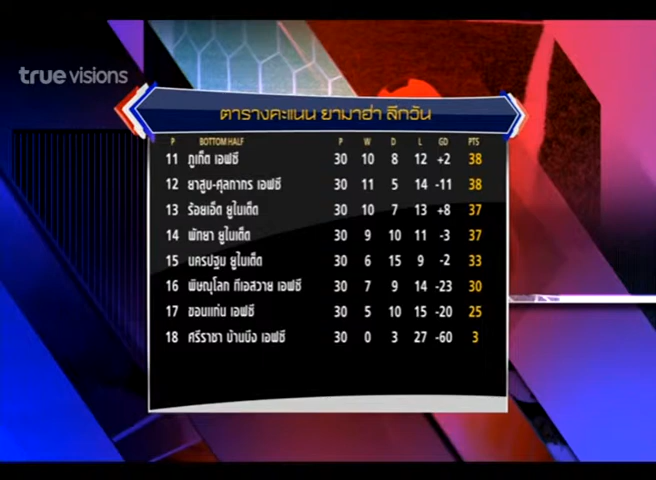 true visions
ตารางคะแนน ยามาฮ่า ลีกวัน
P BOTTOM HALF P W D L GD PTS
11 ภูเก็ต เอฟซี 30 10 8 12 +2 38
12 ยาสูบ-ศุลกากร เอฟซี 30 11 5 14 -11 38
13 ร้อยเอ็ด ยูไนเต็ด 30 10 7 13 +8 37
14 พัทยา ยูไนเต็ด 30 9 10 11 -3 37
15 นครปฐม ยูไนเต็ด 30 6 15 9 -2 33
16 พิษณุโลก ทีเอสวาย เอฟซี 30 7 9 14 -23 30
17 ขอนแก่น เอฟซี 30 5 10 15 -20 25
18 ศรีราชา บ้านบึง เอฟซี 30 0 3 27 -60 3